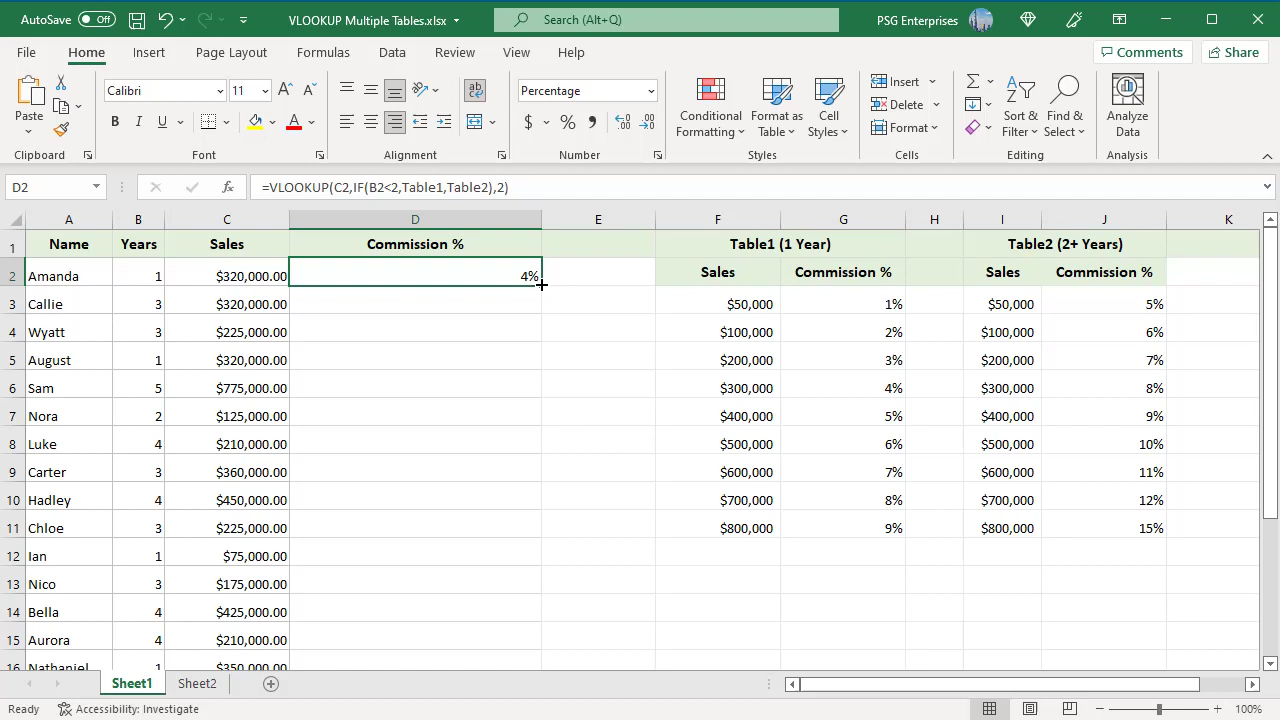 AutoSave Off VLOOKUP Multiple Tables.xlsx Search (Alt+Q) PSG Enterprises
File Home Insert Page Layout Formulas Data Review View Help Comments Share
Paste
Clipboard
Calibri 11
B I U A
Font
ab
Alignment
Percentage
$ % 9
Number
Conditional Formatting
Format as Table
Cell Styles
Styles
Insert
Delete
Format
Cells
Sort & Filter
Find & Select
Editing
Analyze Data
Analysis
D2 fx =VLOOKUP(C2,IF(B2<2,Table1,Table2),2)
A B C D E F G H I J K
1 Name Years Sales Commission % Table1 (1 Year) Table2 (2+ Years)
2 Amanda 1 $320,000.00 4% Sales Commission % Sales Commission %
3 Callie 3 $320,000.00 $50,000 1% $50,000 5%
4 Wyatt 3 $225,000.00 $100,000 2% $100,000 6%
5 August 1 $320,000.00 $200,000 3% $200,000 7%
6 Sam 5 $775,000.00 $300,000 4% $300,000 8%
7 Nora 2 $125,000.00 $400,000 5% $400,000 9%
8 Luke 4 $210,000.00 $500,000 6% $500,000 10%
9 Carter 3 $360,000.00 $600,000 7% $600,000 11%
10 Hadley 4 $450,000.00 $700,000 8% $700,000 12%
11 Chloe 3 $225,000.00 $800,000 9% $800,000 15%
12 Ian 1 $75,000.00
13 Nico 3 $175,000.00
14 Bella 4 $425,000.00
15 Aurora 4 $210,000.00
16 Nathaniel 1 $350,000.00
Sheet1 Sheet2
Ready Accessibility: Investigate 100%